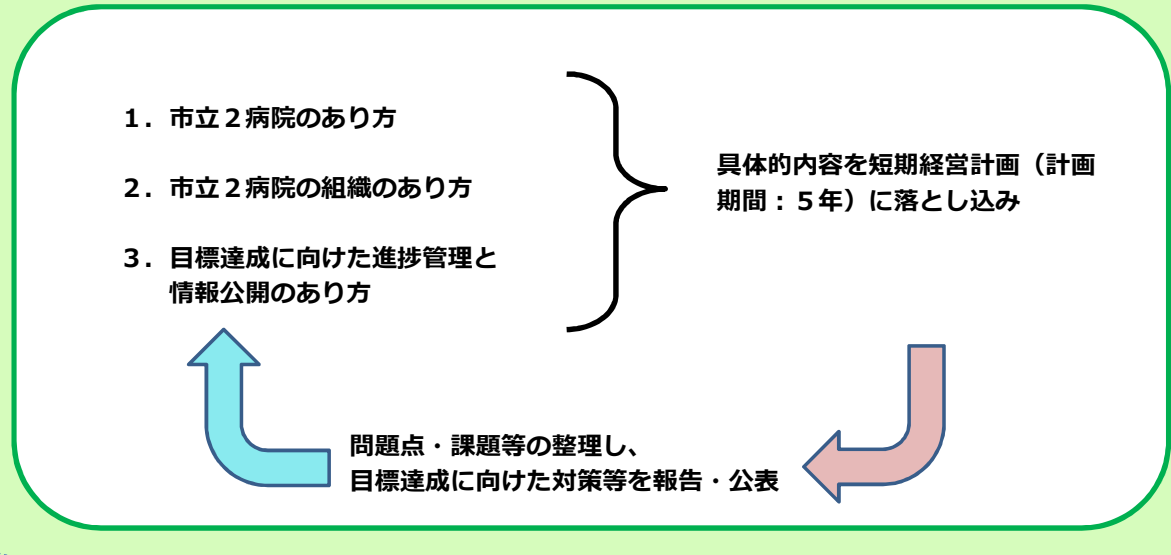 １．市立２病院のあり方
２．市立２病院の組織のあり方
３．目標達成に向けた進捗管理と
情報公開のあり方
具体的内容を短期経営計画（計画
期間：５年）に落とし込み
問題点・課題等の整理し、
目標達成に向けた対策等を報告・公表